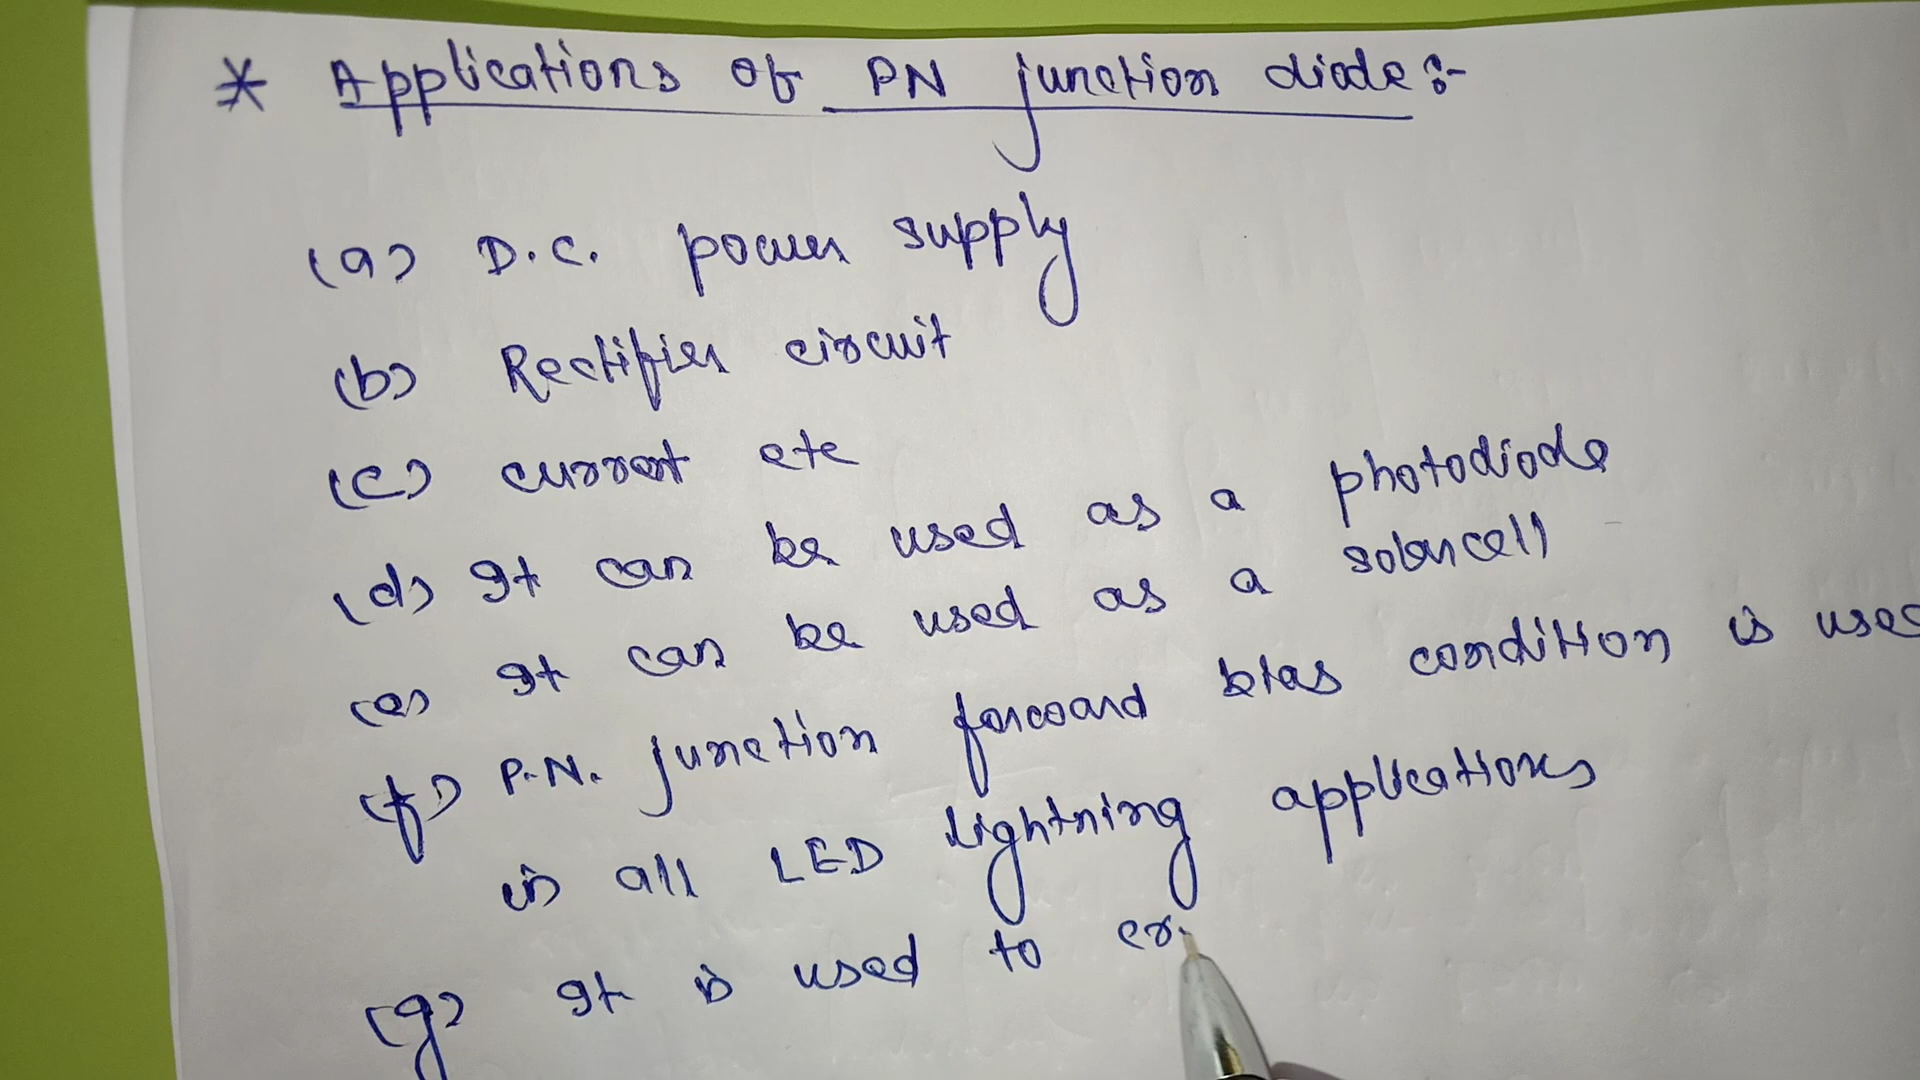 * Applications of PN junction diode:-
(a) D.C. power supply
(b) Rectifier circuit
(c) current etc
(d) It can be used as a photodiode
(e) It can be used as a solar cell
(f) P.N. junction forward bias condition is used
in all LED lightning applications
(g) It is used to cr